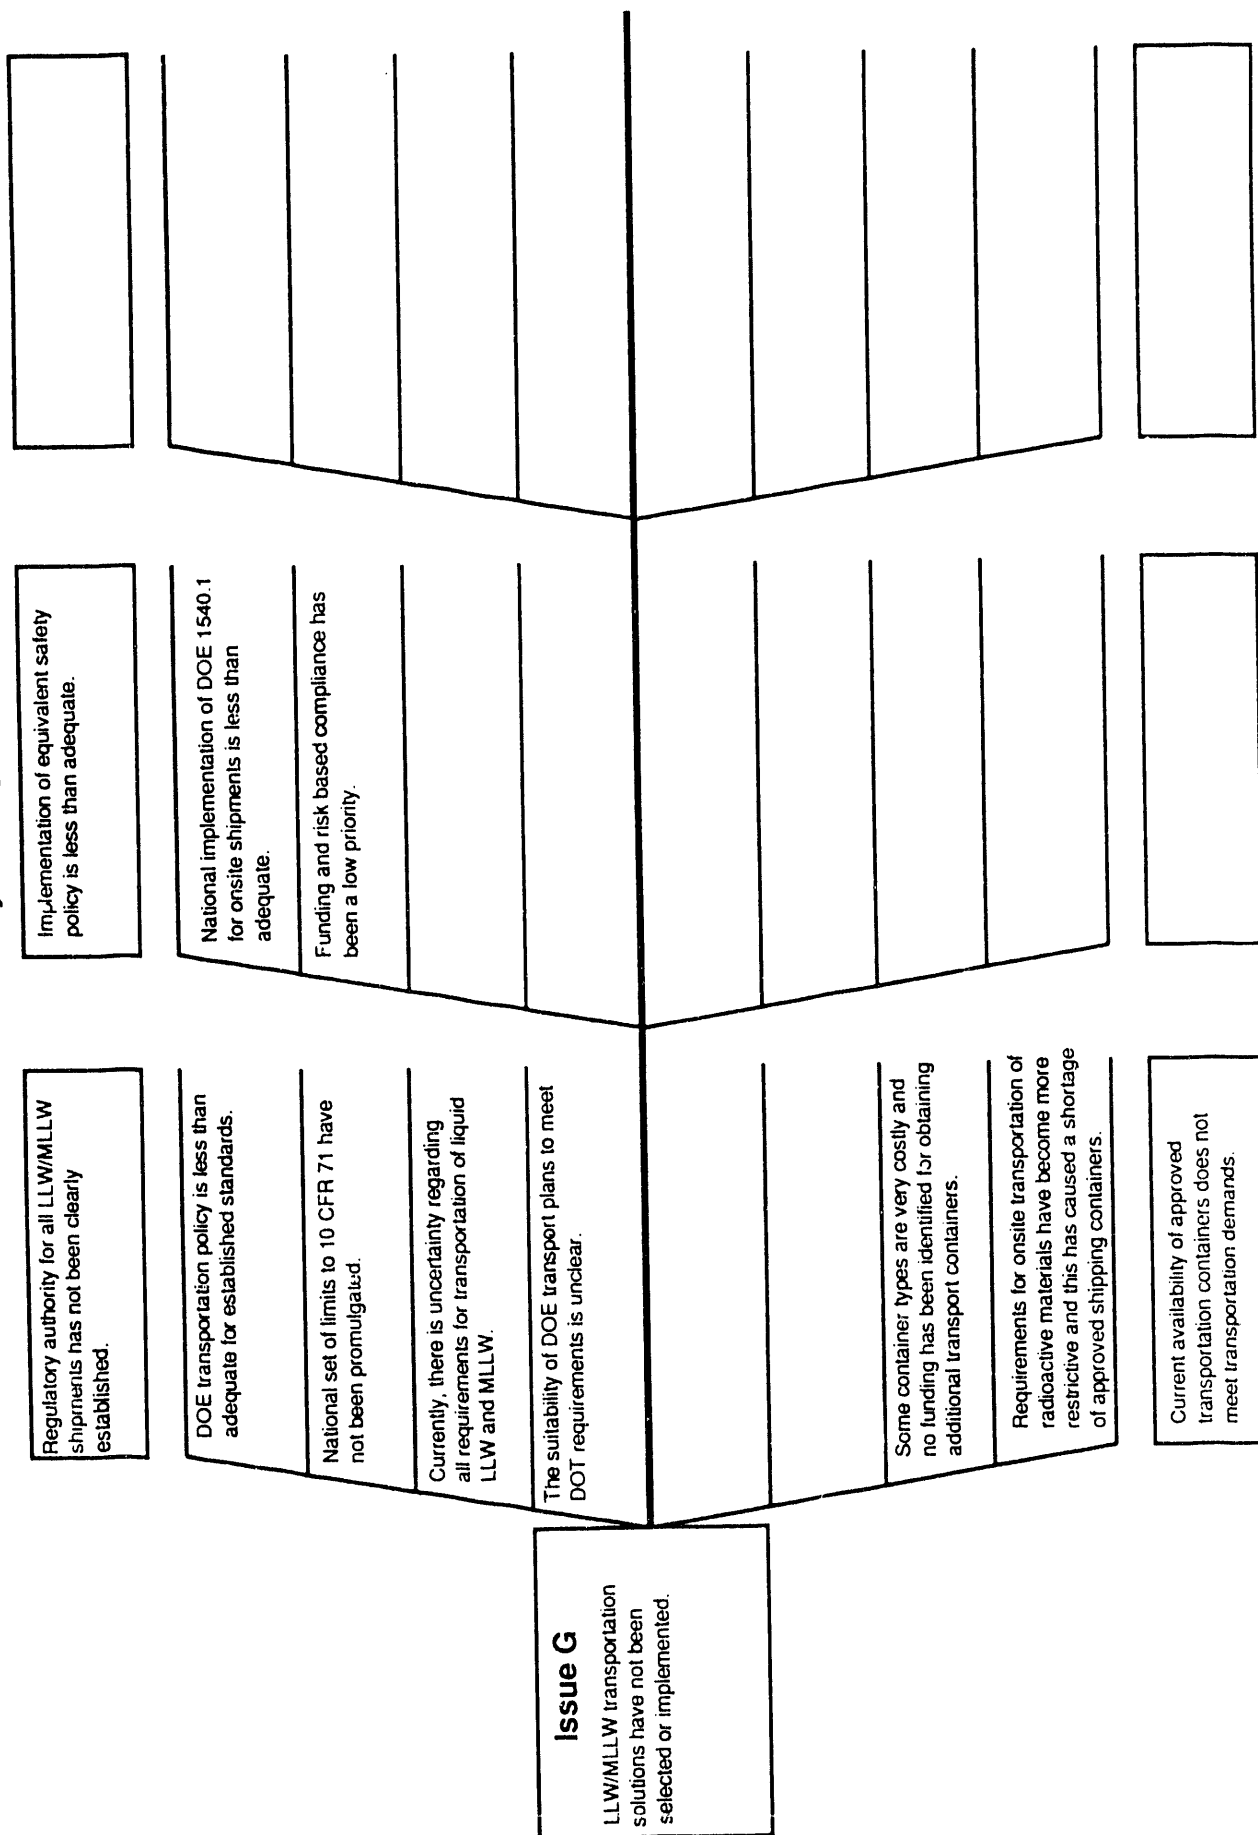 Regulatory authority for all LLW/MLLW
shipments has not been clearly
established.
DOE transportation policy is less than
adequate for established standards.
National set of limits to 10 CFR 71 have
not been promulgated.
Currently, there is uncertainty regarding
all requirements for transportation of liquid
LLW and MLLW.
The suitability of DOE transport plans to meet
DOT requirements is unclear.
Implementation of equivalent safety
policy is less than adequate.
National implementation of DOE 1540.1
for onsite shipments is less than
adequate.
Funding and risk based compliance has
been a low priority.
Issue G
LLW/MLLW transportation
solutions have not been
selected or implemented.
Some container types are very costly and
no funding has been identified for obtaining
additional transport containers.
Requirements for onsite transportation of
radioactive materials have become more
restrictive and this has caused a shortage
of approved shipping containers.
Current availability of approved
transportation containers does not
meet transportation demands.